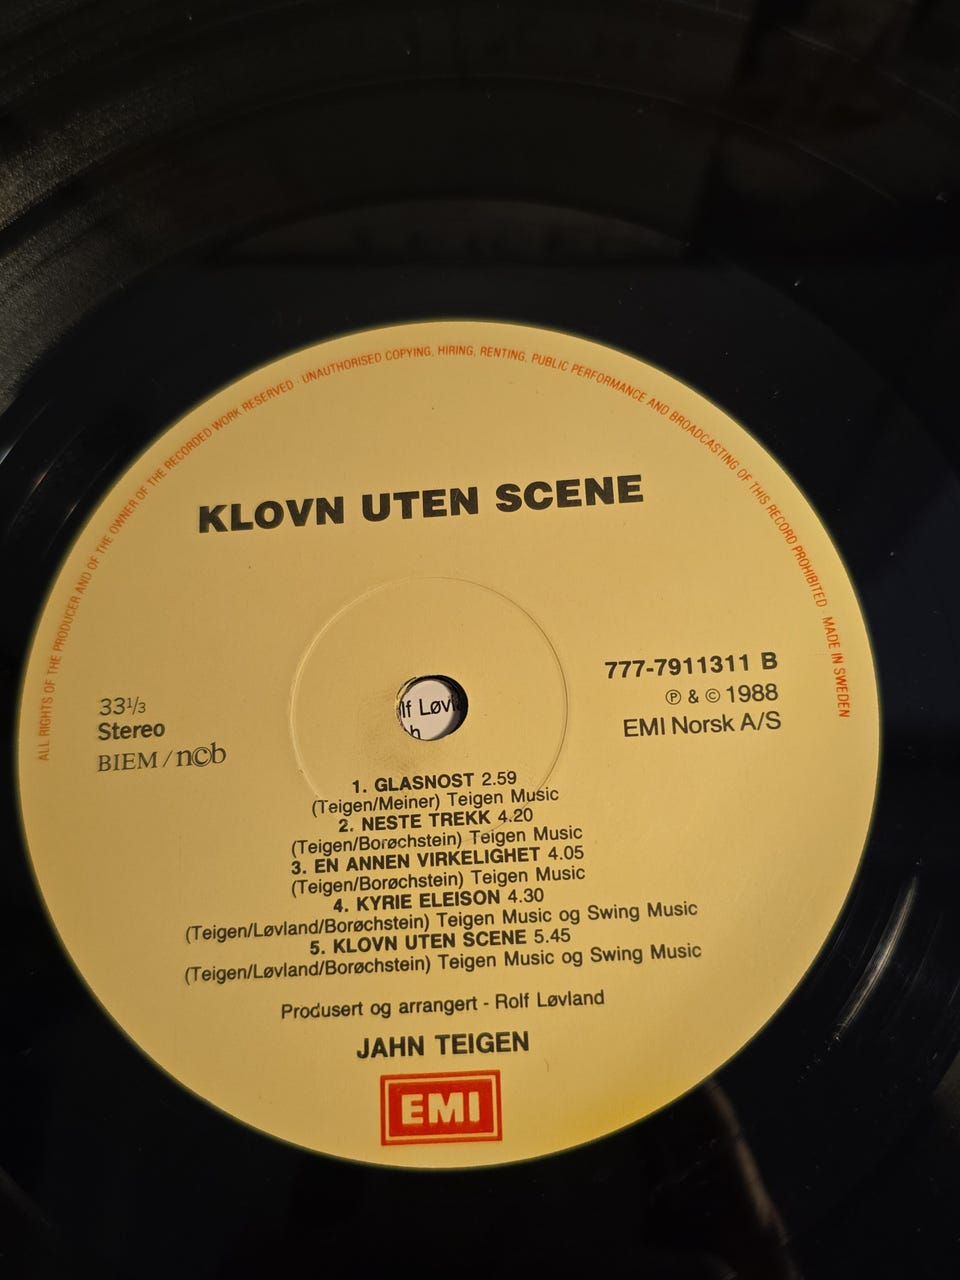 ALL RIGHTS OF THE PRODUCER AND OF THE OWNER OF THE RECORDED WORK RESERVED · UNAUTHORISED COPYING, HIRING, RENTING, PUBLIC PERFORMANCE AND BROADCASTING OF THIS RECORD PROHIBITED · MADE IN SWEDEN
KLOVN UTEN SCENE
777-7911311 B
℗ & © 1988
EMI Norsk A/S
33⅓
Stereo
BIEM / n©b
lf Løvl
h
1. GLASNOST 2.59
(Teigen/Meiner) Teigen Music
2. NESTE TREKK 4.20
(Teigen/Borøchstein) Teigen Music
3. EN ANNEN VIRKELIGHET 4.05
(Teigen/Borøchstein) Teigen Music
4. KYRIE ELEISON 4.30
(Teigen/Løvland/Borøchstein) Teigen Music og Swing Music
5. KLOVN UTEN SCENE 5.45
(Teigen/Løvland/Borøchstein) Teigen Music og Swing Music
Produsert og arrangert - Rolf Løvland
JAHN TEIGEN
EMI